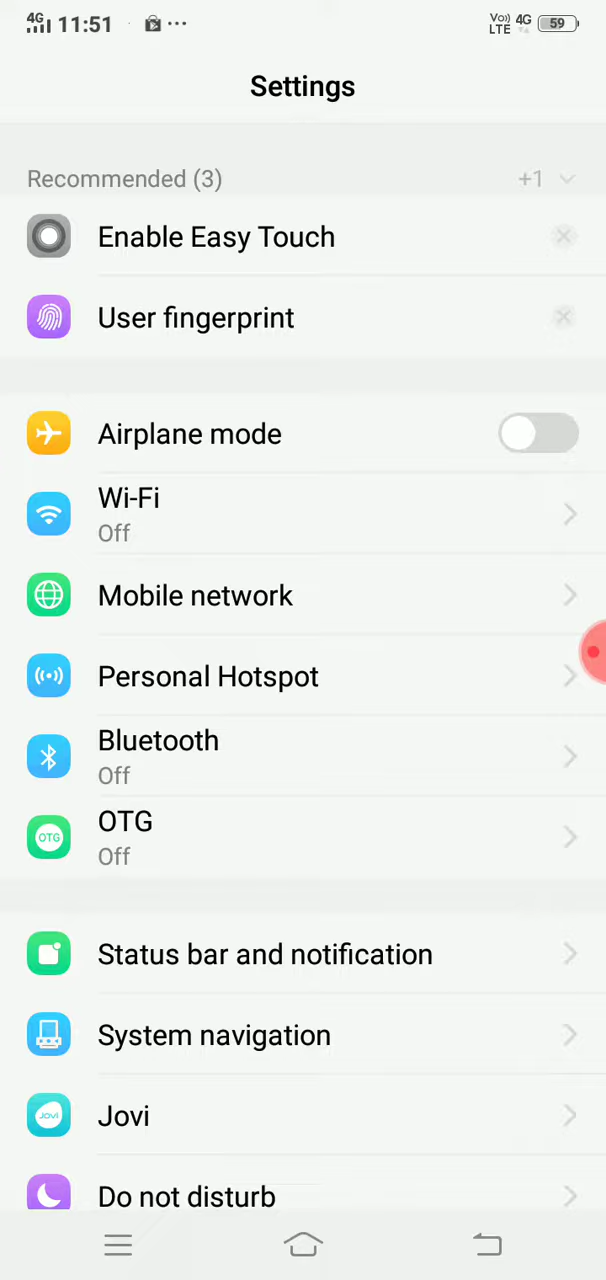 4G 11:51 Vo)) LTE 4G 59
Settings
Recommended (3) +1
Enable Easy Touch
User fingerprint
Airplane mode
Wi-Fi
Off
Mobile network
Personal Hotspot
Bluetooth
Off
OTG
OTG
Off
Status bar and notification
System navigation
Jovi
Jovi
Do not disturb